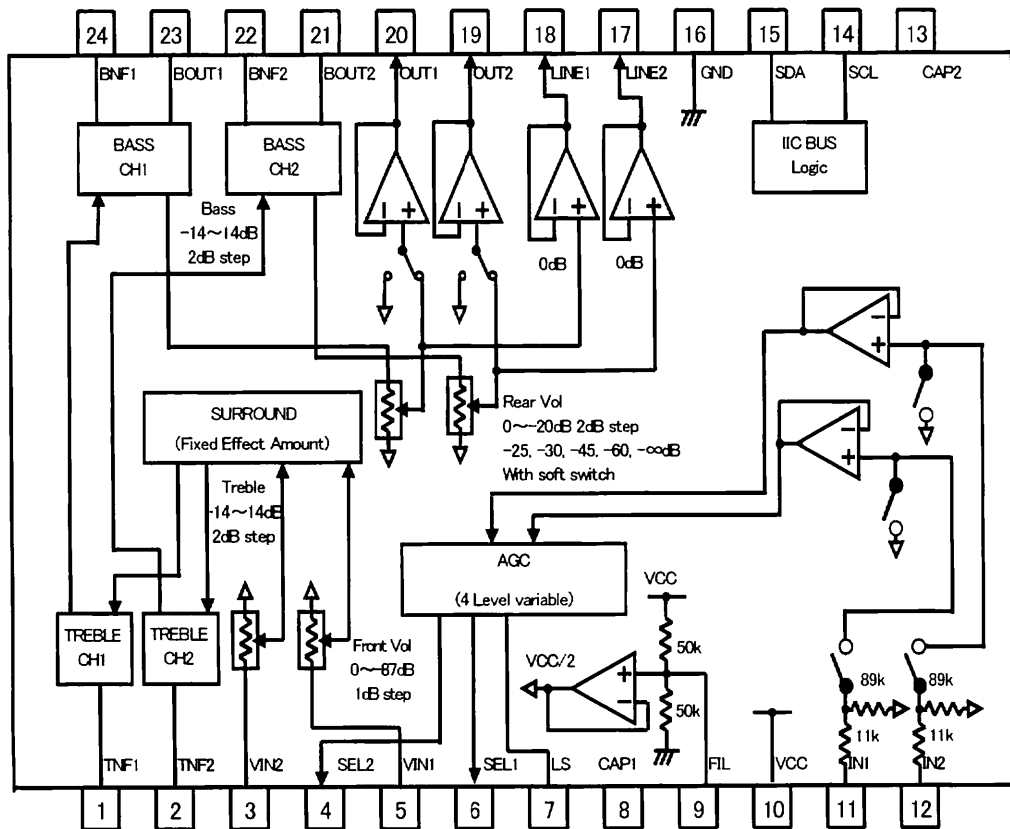 24 23 22 21 20 19 18 17 16 15 14 13
BNF1 BOUT1 BNF2 BOUT2 OUT1 OUT2 LINE1 LINE2 GND SDA SCL CAP2
BASS
CH1
BASS
CH2
IIC BUS
Logic
Bass
-14~14dB
2dB step
0dB
0dB
SURROUND
(Fixed Effect Amount)
Rear Vol
0~-20dB 2dB step
-25, -30, -45, -60, -∞dB
With soft switch
Treble
-14~14dB
2dB step
AGC
(4 Level variable)
TREBLE
CH1
TREBLE
CH2
Front Vol
0~-87dB
1dB step
VCC
50k
VCC/2
50k
89k
89k
11k
11k
TNF1 TNF2 VIN2 SEL2 VIN1 SEL1 LS CAP1 FIL VCC IN1 IN2
1 2 3 4 5 6 7 8 9 10 11 12